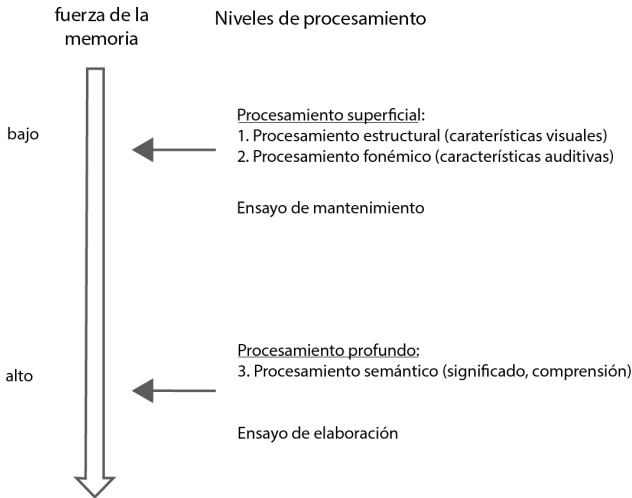 fuerza de la
memoria
Niveles de procesamiento
bajo
Procesamiento superficial:
1. Procesamiento estructural (caraterísticas visuales)
2. Procesamiento fonémico (características auditivas)
Ensayo de mantenimiento
alto
Procesamiento profundo:
3. Procesamiento semántico (significado, comprensión)
Ensayo de elaboración